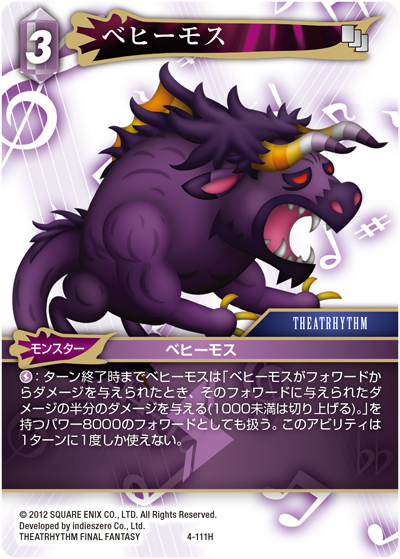 3
ベヒーモス
THEATRHYTHM
モンスター
ベヒーモス
：ターン終了時までベヒーモスは「ベヒーモスがフォワードか
らダメージを与えられたとき、そのフォワードに与えられたダ
メージの半分のダメージを与える（1000未満は切り上げる）。」を
持つパワー8000のフォワードとしても扱う。このアビリティは
1ターンに1度しか使えない。
© 2012 SQUARE ENIX CO., LTD. All Rights Reserved.
Developed by indieszero Co., Ltd.
THEATRHYTHM FINAL FANTASY
4-111H